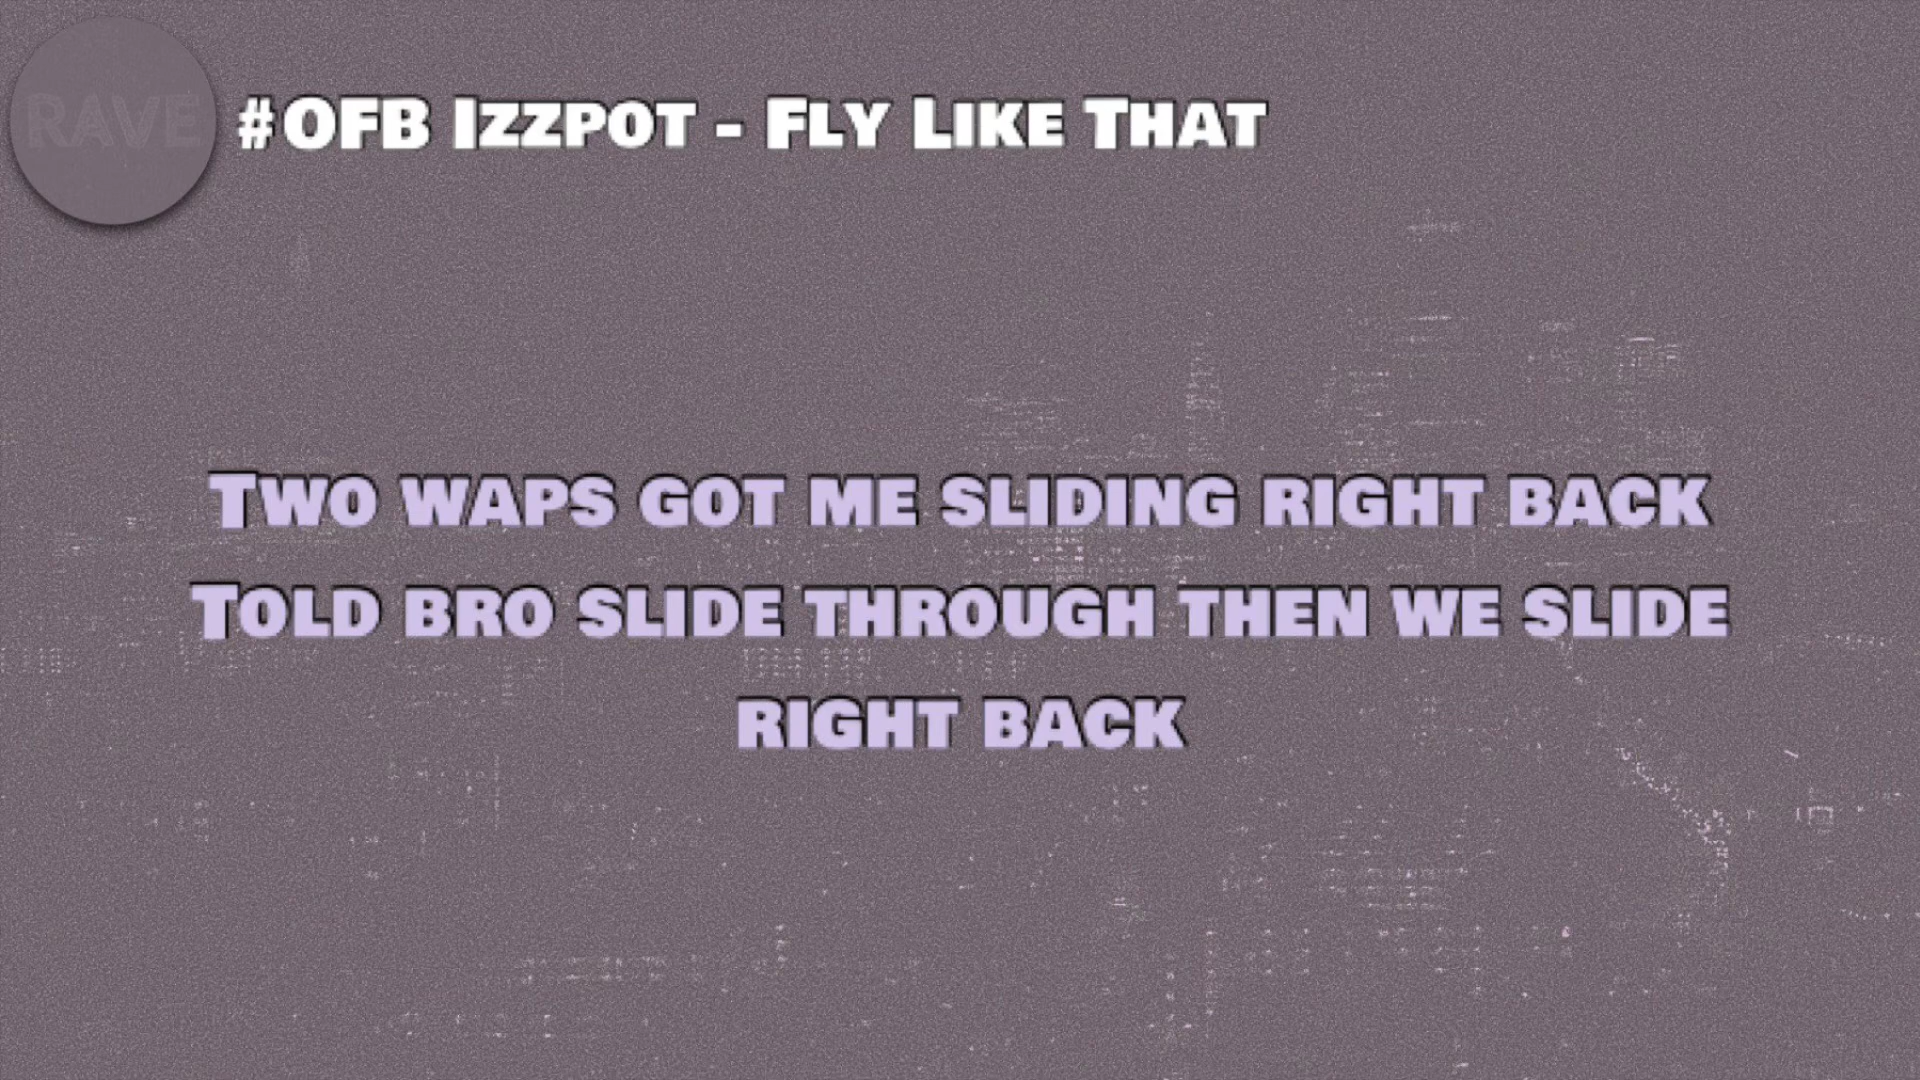 RAVE
#OFB Izzpot - Fly Like That
Two waps got me sliding right back
Told bro slide through then we slide
right back